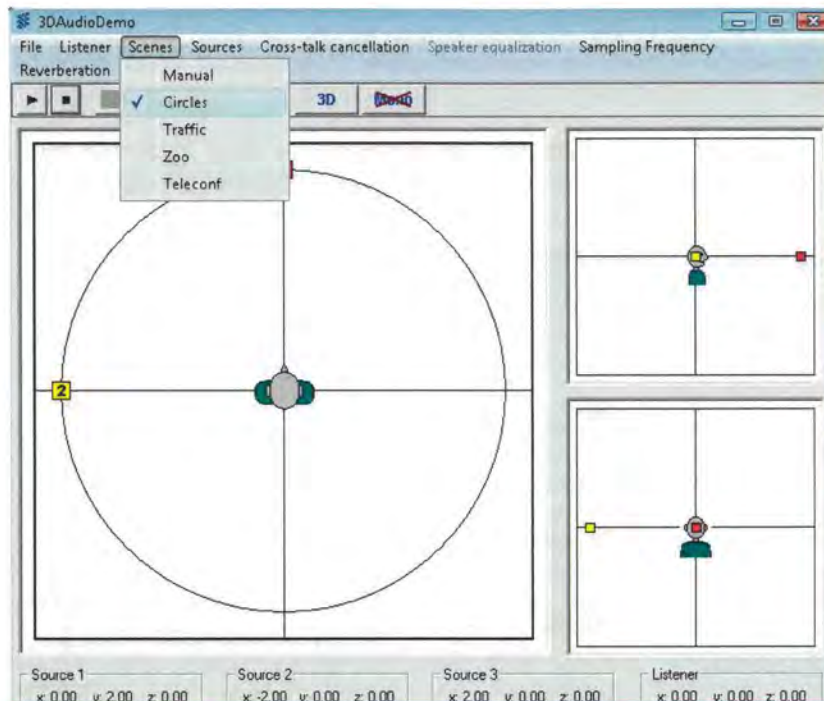 3DAudioDemo
File Listener Scenes Sources Cross-talk cancellation Speaker equalization Sampling Frequency
Reverberation
Manual
Circles
Traffic
Zoo
Teleconf
3D
Mono
2
Source 1
x: 0.00 y: 2.00 z: 0.00
Source 2
x: -2.00 y: 0.00 z: 0.00
Source 3
x: 2.00 y: 0.00 z: 0.00
Listener
x: 0.00 y: 0.00 z: 0.00